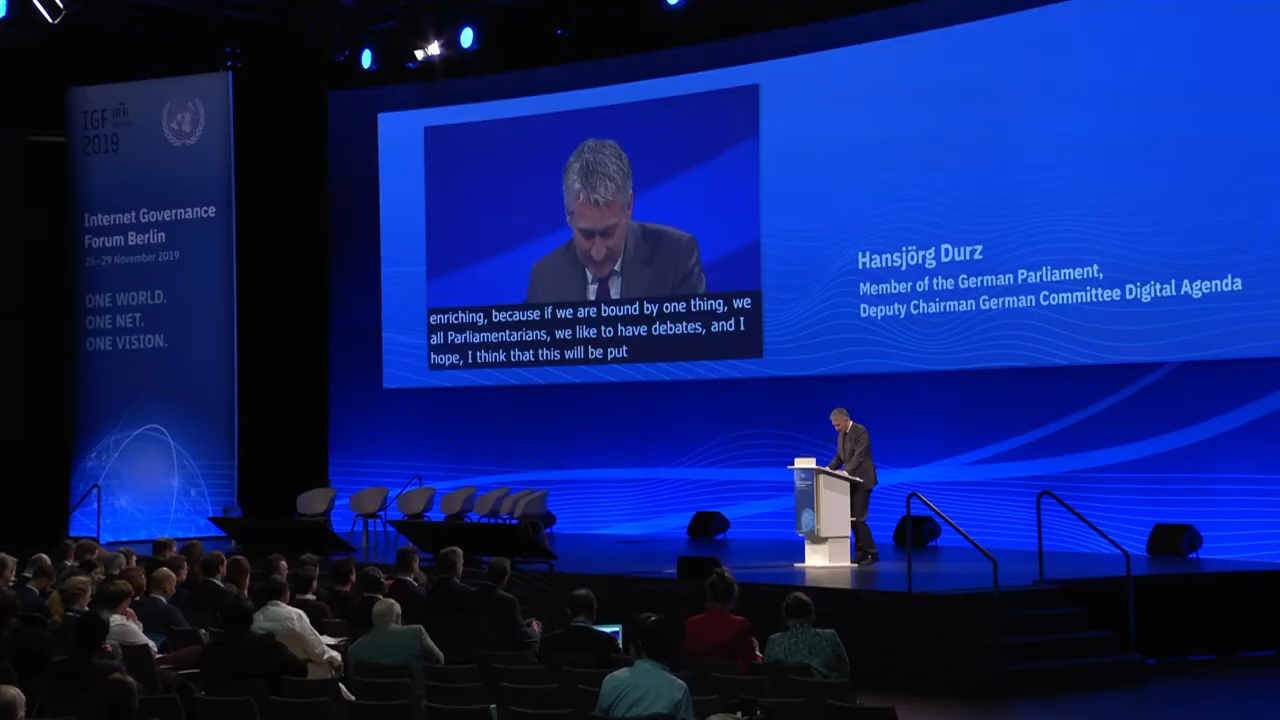 IGF
2019
Internet Governance
Forum Berlin
25–29 November 2019
ONE WORLD.
ONE NET.
ONE VISION.
enriching, because if we are bound by one thing, we
all Parliamentarians, we like to have debates, and I
hope, I think that this will be put
Hansjörg Durz
Member of the German Parliament,
Deputy Chairman German Committee Digital Agenda